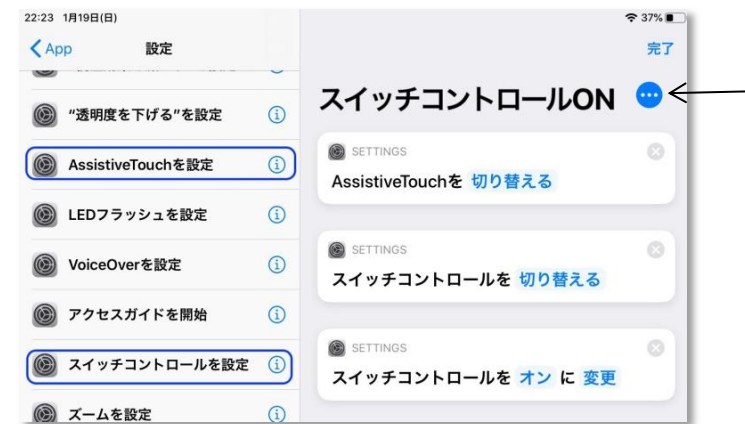 22:23 1月19日(日)
37%
App
設定
完了
“透明度を下げる”を設定
AssistiveTouchを設定
LEDフラッシュを設定
VoiceOverを設定
アクセスガイドを開始
スイッチコントロールを設定
ズームを設定
スイッチコントロールON
SETTINGS
AssistiveTouchを 切り替える
SETTINGS
スイッチコントロールを 切り替える
SETTINGS
スイッチコントロールを オン に 変更